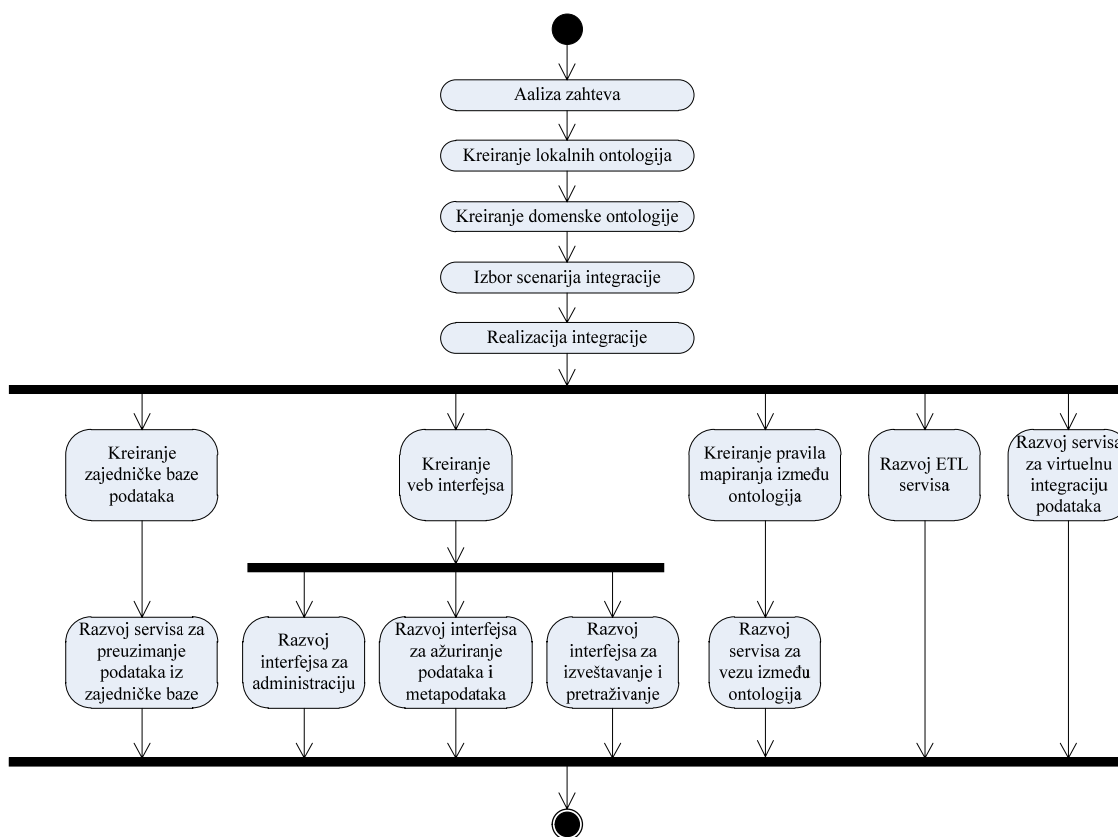 Aaliza zahteva
Kreiranje lokalnih ontologija
Kreiranje domenske ontologije
Izbor scenarija integracije
Realizacija integracije
Kreiranje
zajedničke baze
podataka
Kreiranje
veb interfejsa
Kreiranje pravila
mapiranja između
ontologija
Razvoj ETL
servisa
Razvoj servisa
za virtuelnu
integraciju
podataka
Razvoj servisa za
preuzimanje
podataka iz
zajedničke baze
Razvoj
interfejsa za
administraciju
Razvoj interfejsa
za ažuriranje
podataka i
metapodataka
Razvoj
interfejsa za
izveštavanje i
pretraživanje
Razvoj
servisa za
vezu između
ontologija